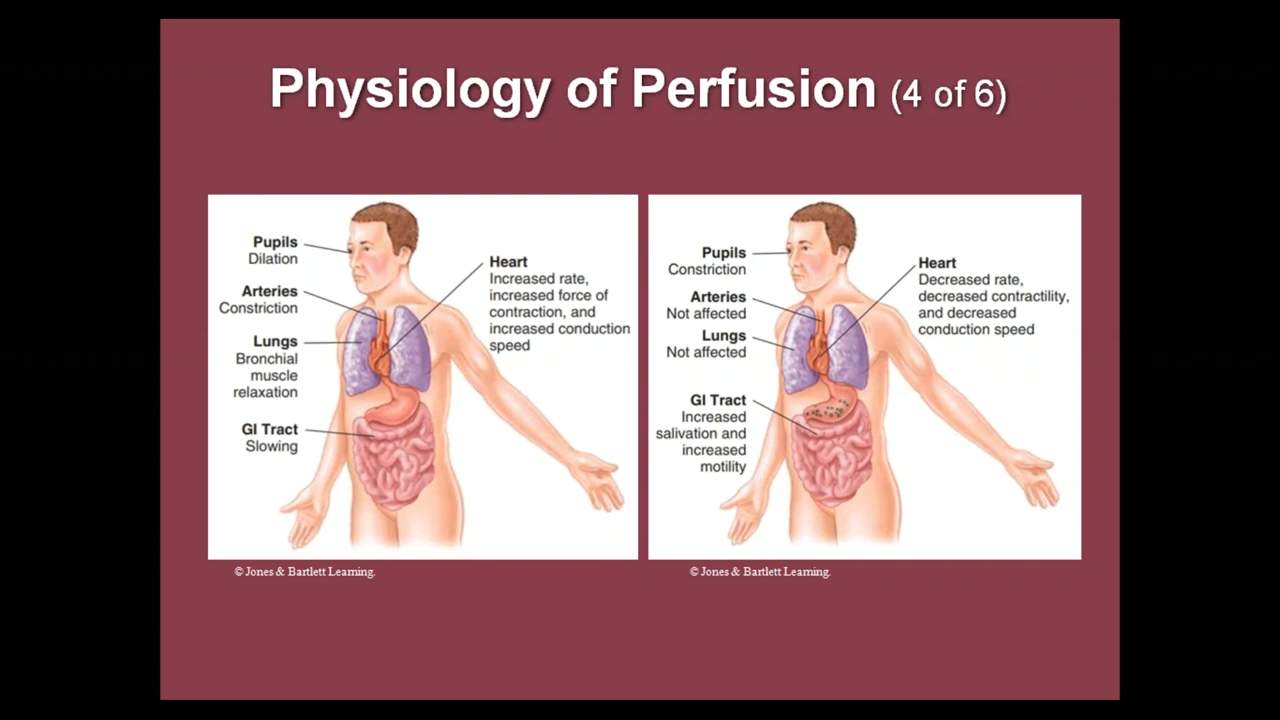 Physiology of Perfusion (4 of 6)
Pupils
Dilation
Arteries
Constriction
Lungs
Bronchial
muscle
relaxation
GI Tract
Slowing
Heart
Increased rate,
increased force of
contraction, and
increased conduction
speed
© Jones & Bartlett Learning.
Pupils
Constriction
Arteries
Not affected
Lungs
Not affected
GI Tract
Increased
salivation and
increased
motility
Heart
Decreased rate,
decreased contractility,
and decreased
conduction speed
© Jones & Bartlett Learning.